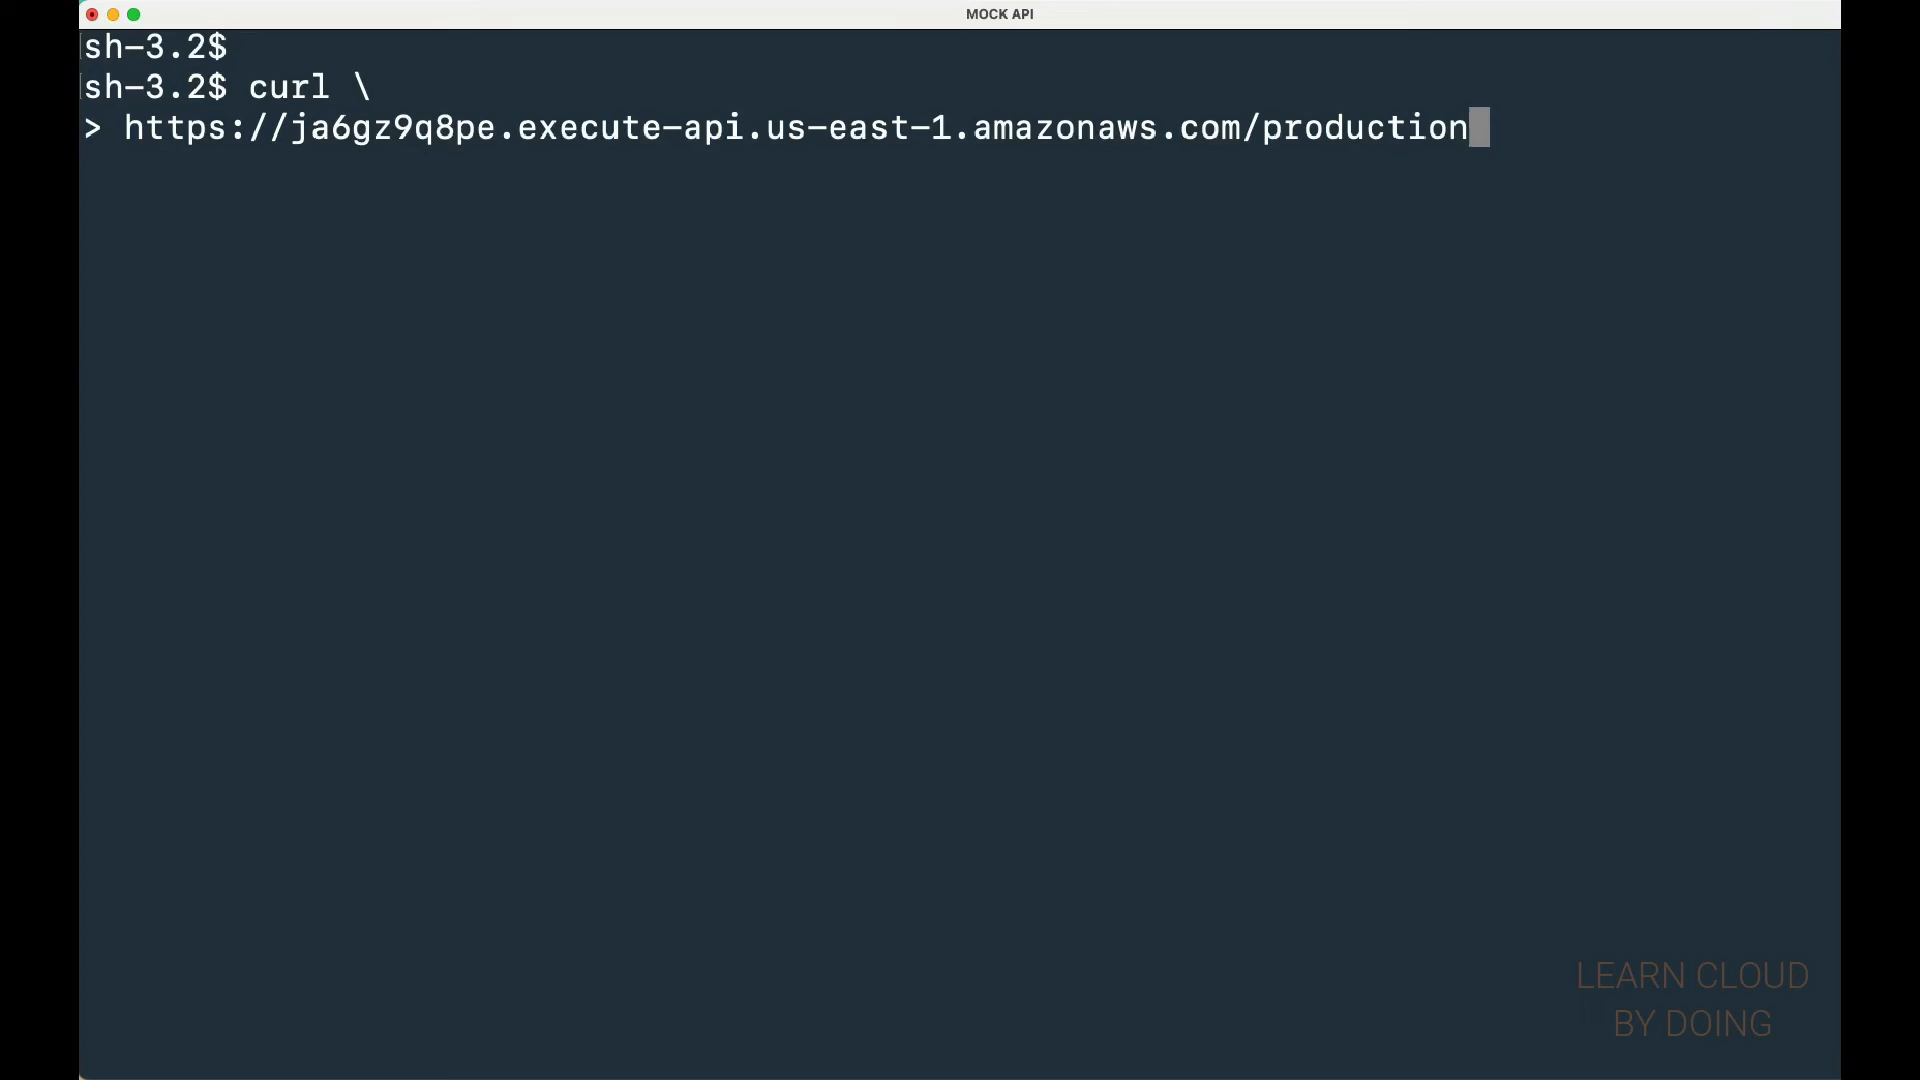 MOCK API
sh-3.2$
sh-3.2$ curl \
> https://ja6gz9q8pe.execute-api.us-east-1.amazonaws.com/production
LEARN CLOUD
BY DOING